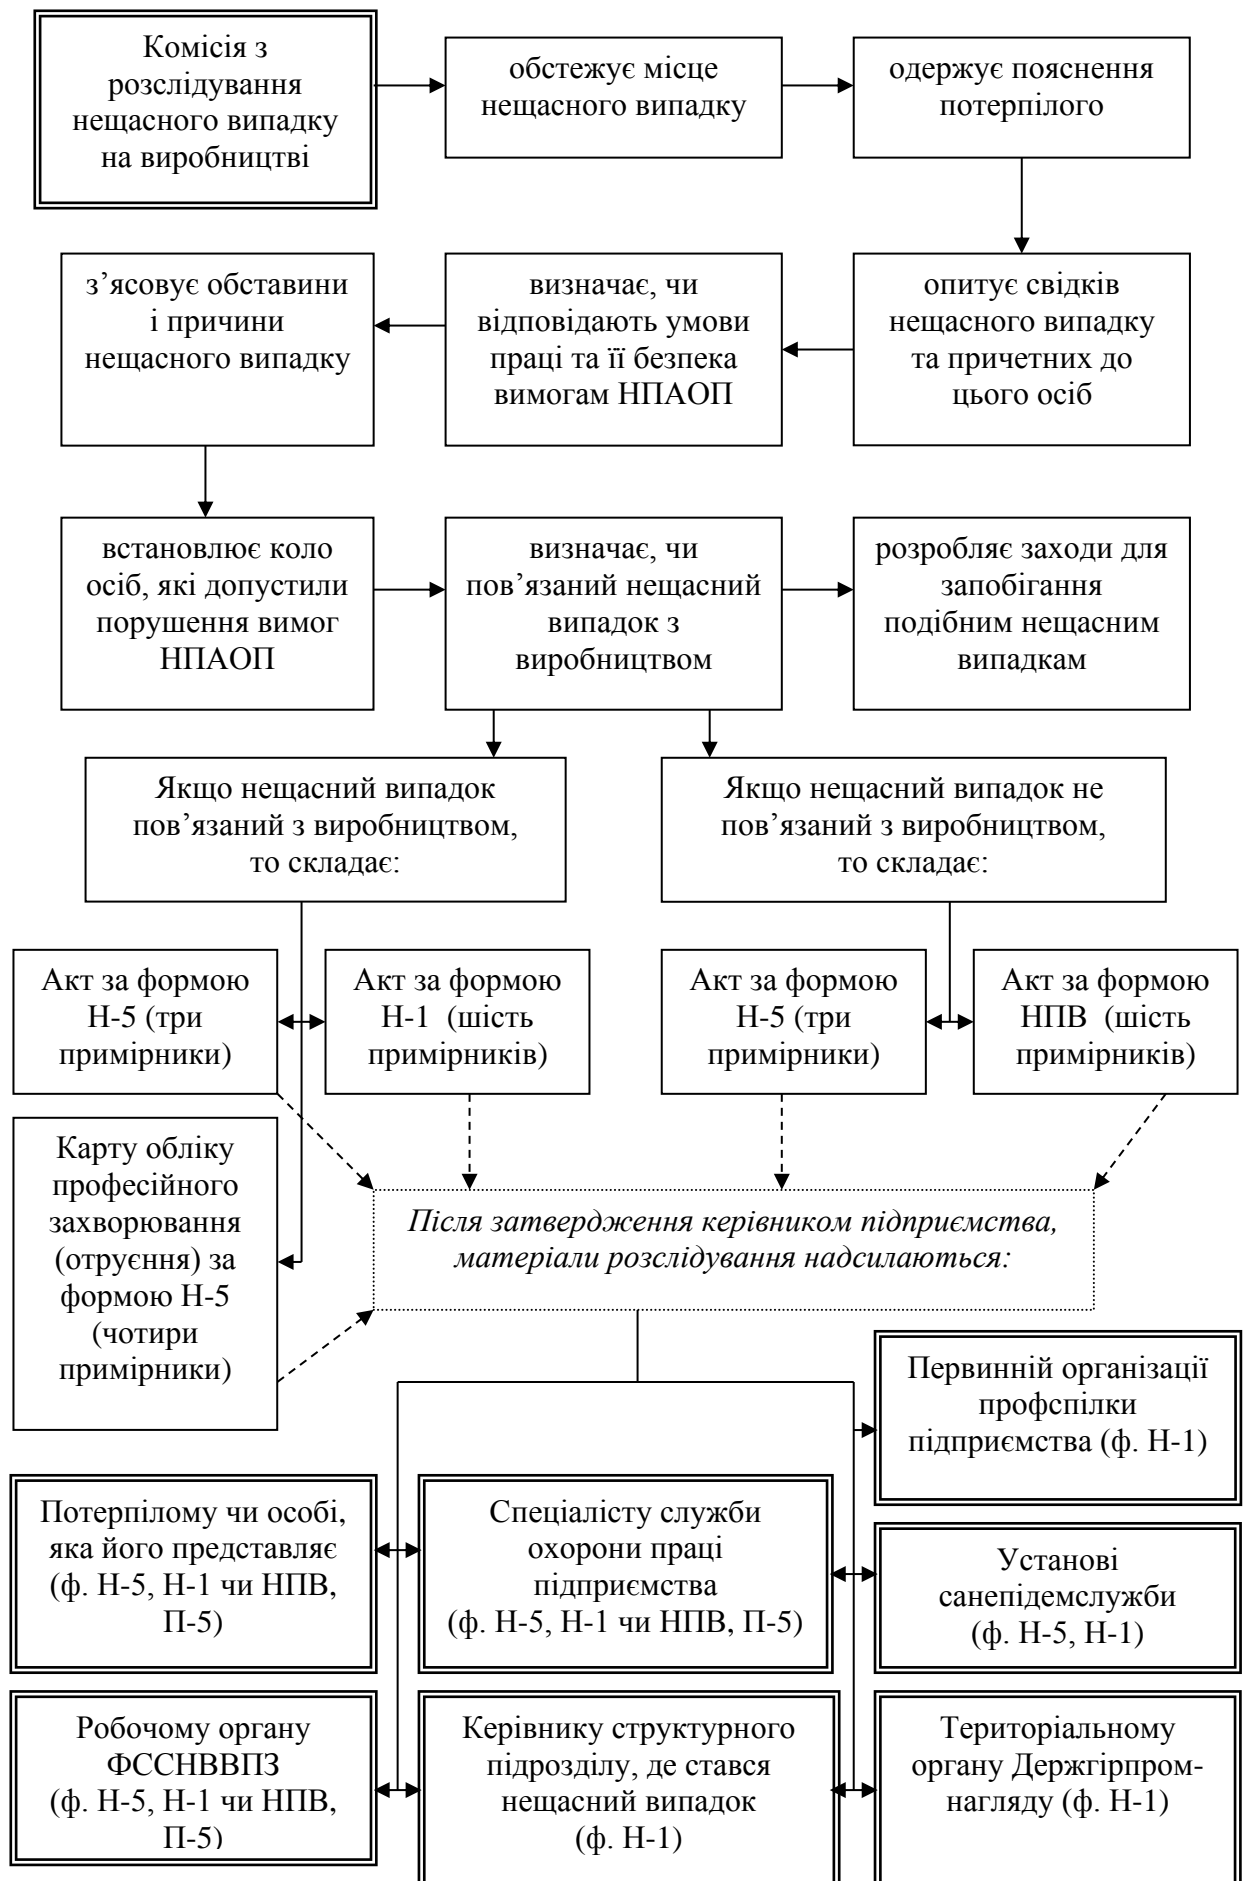 Комісія з
розслідування
нещасного випадку
на виробництві
обстежує місце
нещасного випадку
одержує пояснення
потерпілого
опитує свідків
нещасного випадку
та причетних до
цього осіб
визначає, чи
відповідають умови
праці та її безпека
вимогам НПАОП
з’ясовує обставини
і причини
нещасного випадку
встановлює коло
осіб, які допустили
порушення вимог
НПАОП
визначає, чи
пов’язаний нещасний
випадок з
виробництвом
розробляє заходи для
запобігання
подібним нещасним
випадкам
Якщо нещасний випадок
пов’язаний з виробництвом,
то складає:
Якщо нещасний випадок не
пов’язаний з виробництвом,
то складає:
Акт за формою
Н-5 (три
примірники)
Акт за формою
Н-1 (шість
примірників)
Акт за формою
Н-5 (три
примірники)
Акт за формою
НПВ (шість
примірників)
Карту обліку
професійного
захворювання
(отруєння) за
формою Н-5
(чотири
примірники)
Після затвердження керівником підприємства,
матеріали розслідування надсилаються:
Первинній організації
профспілки
підприємства (ф. Н-1)
Потерпілому чи особі,
яка його представляє
(ф. Н-5, Н-1 чи НПВ,
П-5)
Спеціалісту служби
охорони праці
підприємства
(ф. Н-5, Н-1 чи НПВ, П-5)
Установі
санепідемслужби
(ф. Н-5, Н-1)
Робочому органу
ФССНВВПЗ
(ф. Н-5, Н-1 чи НПВ,
П-5)
Керівнику структурного
підрозділу, де стався
нещасний випадок
(ф. Н-1)
Територіальному
органу Держгірпром-
нагляду (ф. Н-1)